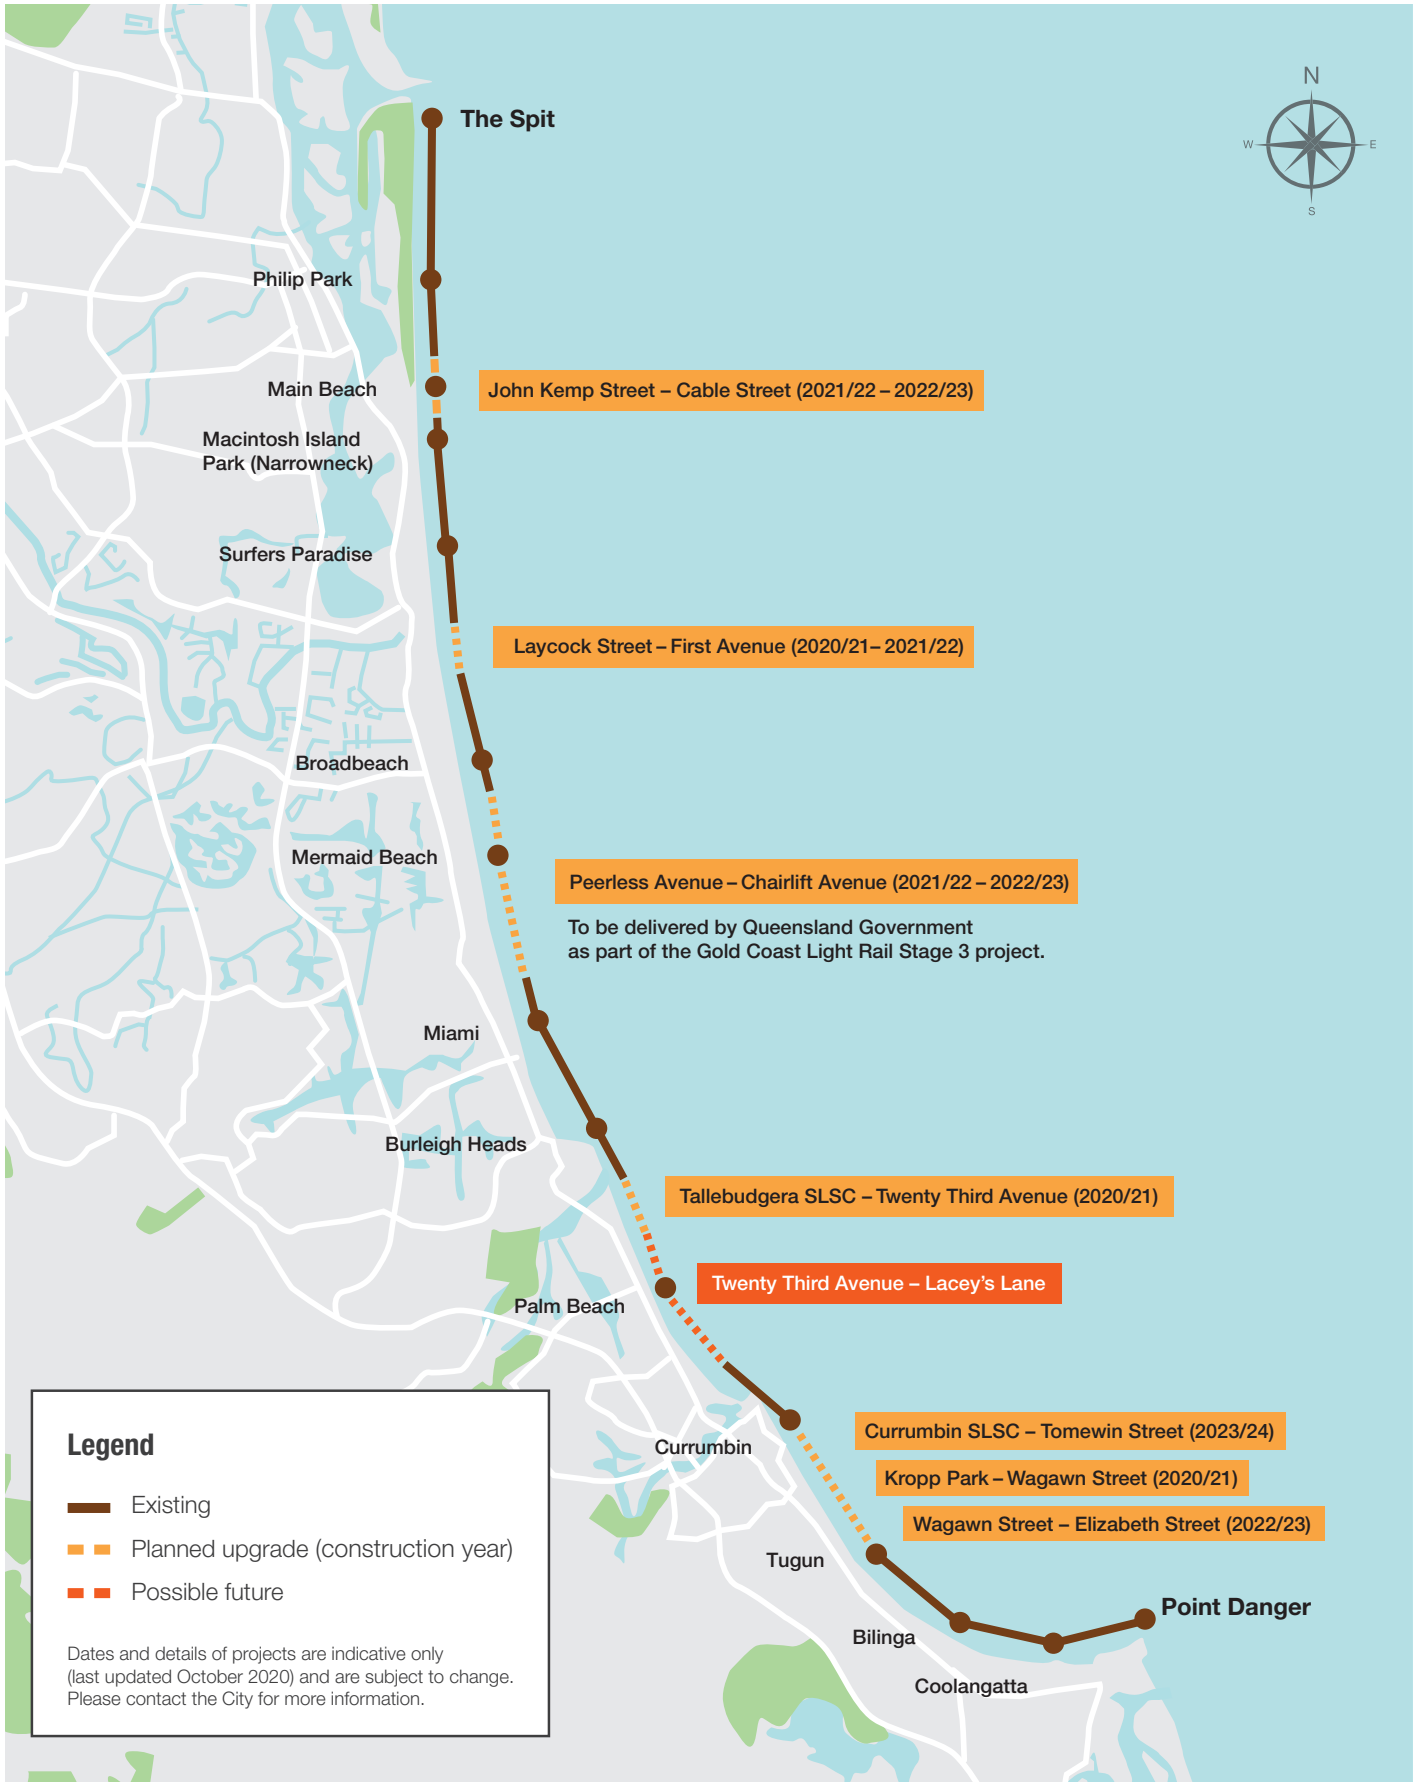 N
W
E
S
The Spit
Philip Park
Main Beach
John Kemp Street – Cable Street (2021/22 – 2022/23)
Macintosh Island
Park (Narrowneck)
Surfers Paradise
Laycock Street – First Avenue (2020/21– 2021/22)
Broadbeach
Mermaid Beach
Peerless Avenue – Chairlift Avenue (2021/22 – 2022/23)
To be delivered by Queensland Government
as part of the Gold Coast Light Rail Stage 3 project.
Miami
Burleigh Heads
Tallebudgera SLSC – Twenty Third Avenue (2020/21)
Twenty Third Avenue – Lacey’s Lane
Palm Beach
Currumbin SLSC – Tomewin Street (2023/24)
Currumbin
Kropp Park – Wagawn Street (2020/21)
Wagawn Street – Elizabeth Street (2022/23)
Tugun
Point Danger
Bilinga
Coolangatta
Legend
Existing
Planned upgrade (construction year)
Possible future
Dates and details of projects are indicative only
(last updated October 2020) and are subject to change.
Please contact the City for more information.